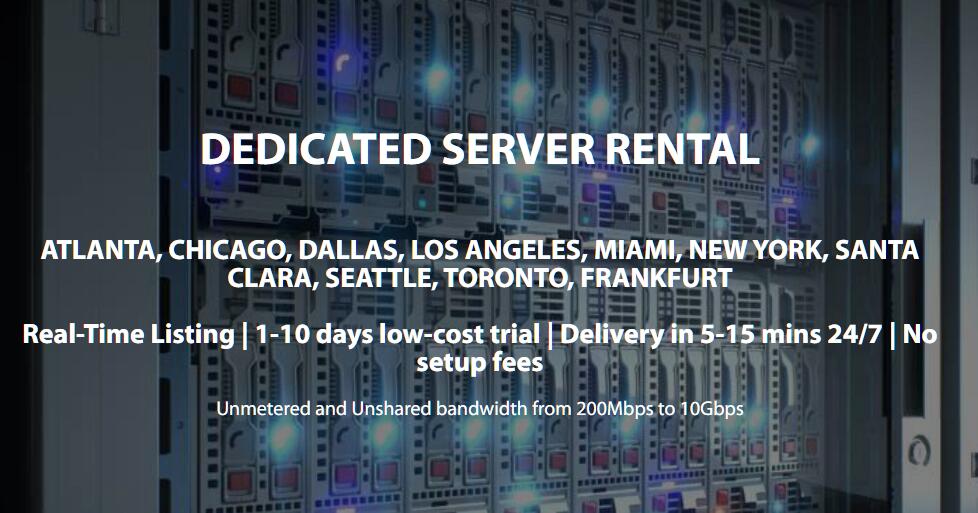 DEDICATED SERVER RENTAL
ATLANTA, CHICAGO, DALLAS, LOS ANGELES, MIAMI, NEW YORK, SANTA
CLARA, SEATTLE, TORONTO, FRANKFURT
Real-Time Listing | 1-10 days low-cost trial | Delivery in 5-15 mins 24/7 | No
setup fees
Unmetered and Unshared bandwidth from 200Mbps to 10Gbps